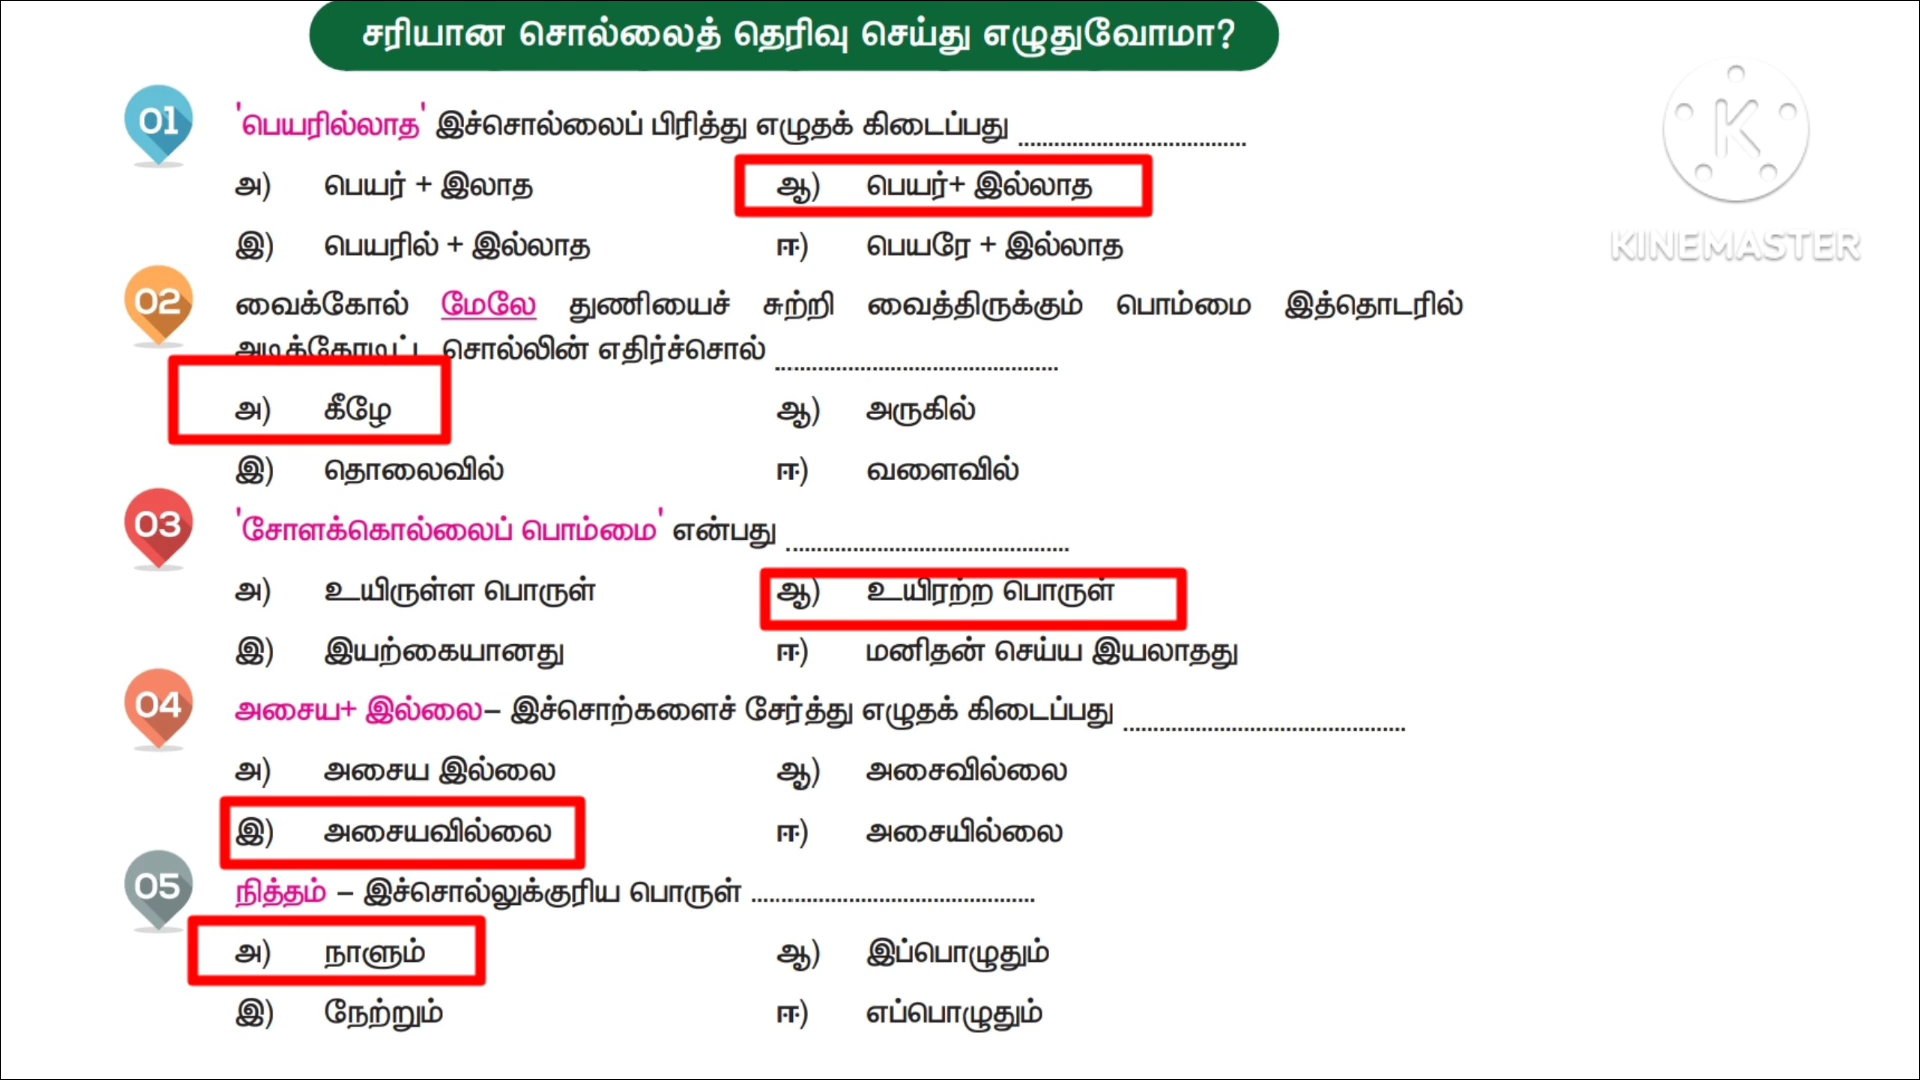 சரியான சொல்லைத் தெரிவு செய்து எழுதுவோமா?
01 'பெயரில்லாத' இச்சொல்லைப் பிரித்து எழுதக் கிடைப்பது ........................
அ) பெயர் + இலாத ஆ) பெயர்+ இல்லாத
இ) பெயரில் + இல்லாத ஈ) பெயரே + இல்லாத
K
KINEMASTER
02 வைக்கோல் மேலே துணியைச் சுற்றி வைத்திருக்கும் பொம்மை இத்தொடரில்
அடிக்கோடிட்ட சொல்லின் எதிர்ச்சொல் ........................
அ) கீழே ஆ) அருகில்
இ) தொலைவில் ஈ) வளைவில்
03 'சோளக்கொல்லைப் பொம்மை' என்பது ........................
அ) உயிருள்ள பொருள் ஆ) உயிரற்ற பொருள்
இ) இயற்கையானது ஈ) மனிதன் செய்ய இயலாதது
04 அசைய+ இல்லை– இச்சொற்களைச் சேர்த்து எழுதக் கிடைப்பது ........................
அ) அசைய இல்லை ஆ) அசைவில்லை
இ) அசையவில்லை ஈ) அசையில்லை
05 நித்தம் – இச்சொல்லுக்குரிய பொருள் ........................
அ) நாளும் ஆ) இப்பொழுதும்
இ) நேற்றும் ஈ) எப்பொழுதும்